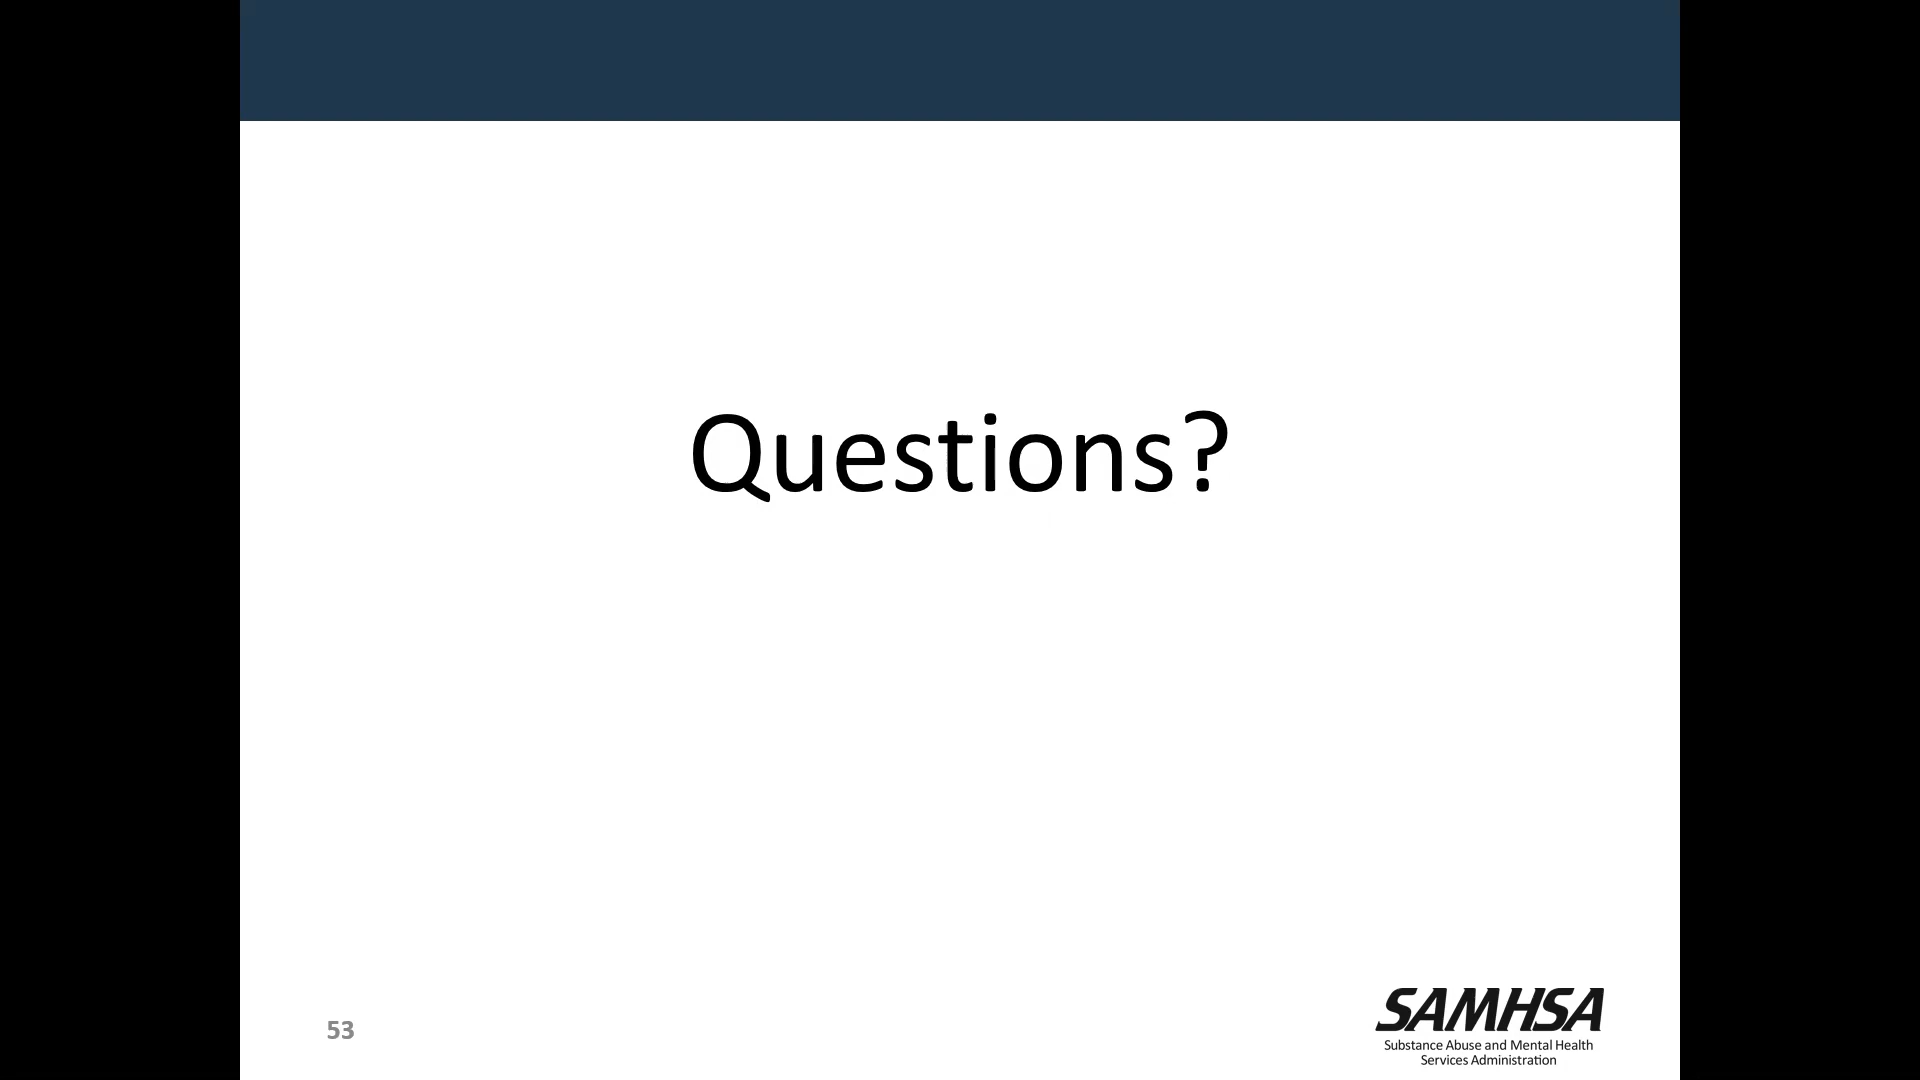 Questions?
53
SAMHSA
Substance Abuse and Mental Health
Services Administration